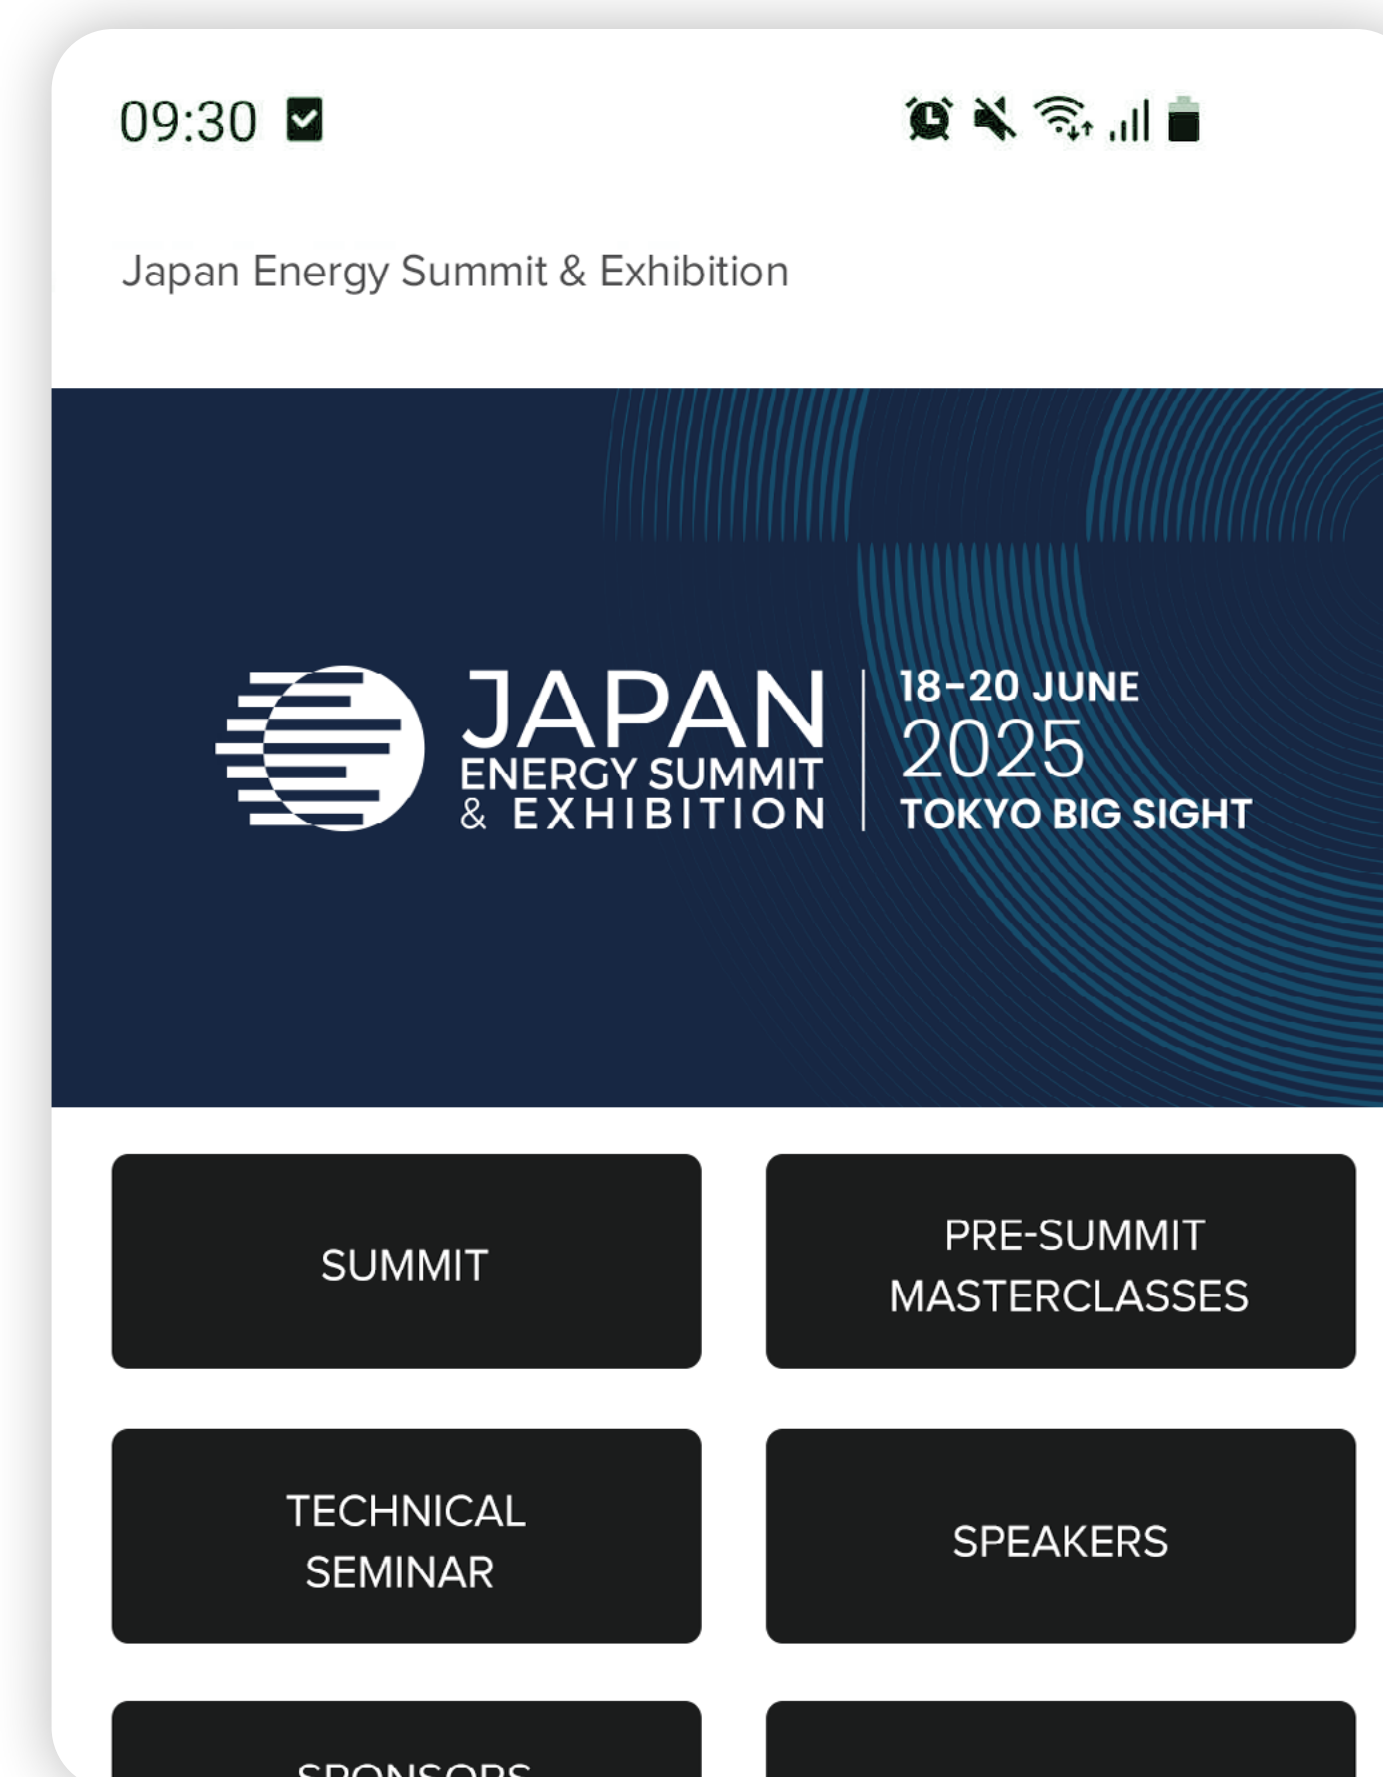 09:30
Japan Energy Summit & Exhibition
JAPAN
ENERGY SUMMIT
& EXHIBITION
18-20 JUNE
2025
TOKYO BIG SIGHT
SUMMIT
PRE-SUMMIT
MASTERCLASSES
TECHNICAL
SEMINAR
SPEAKERS
SPONSORS